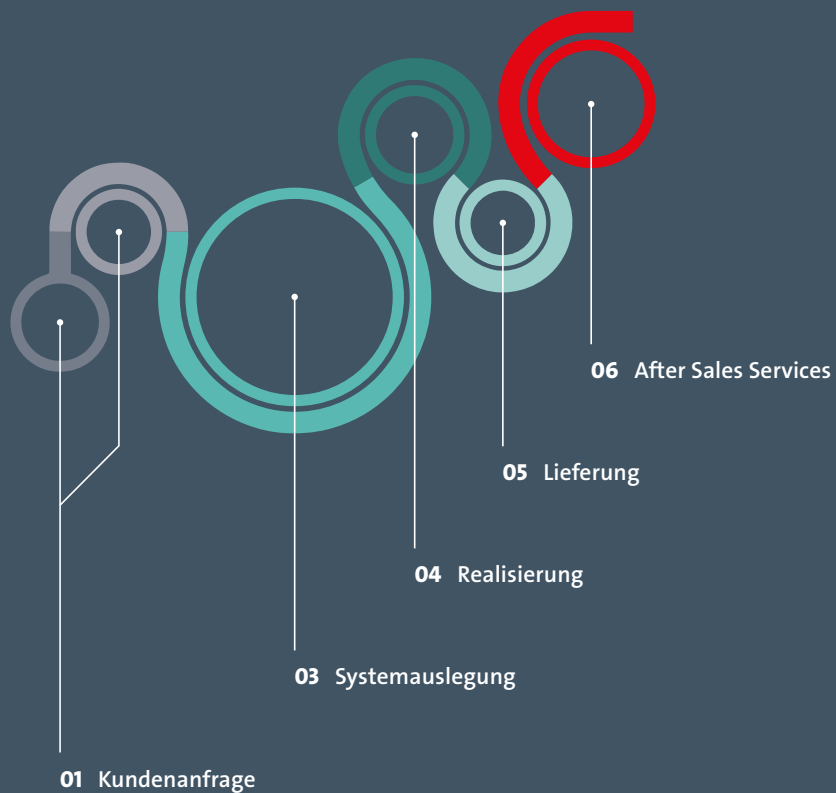 06 After Sales Services
05 Lieferung
04 Realisierung
03 Systemauslegung
01 Kundenanfrage